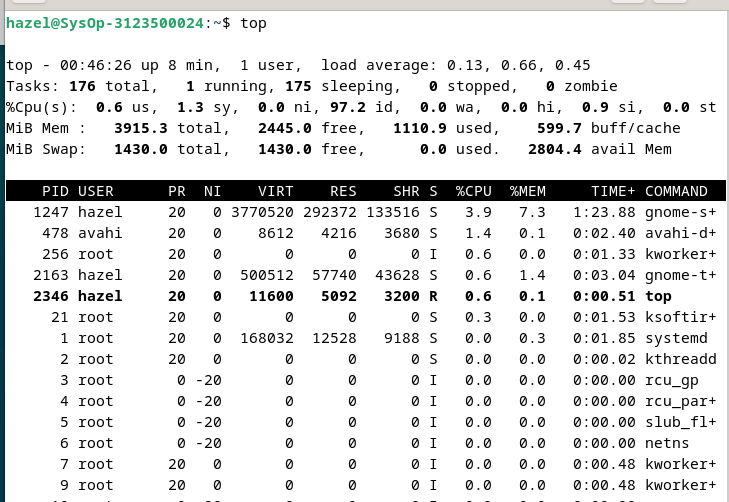 hazel@SysOp-3123500024:~$ top
top - 00:46:26 up 8 min,  1 user,  load average: 0.13, 0.66, 0.45
Tasks: 176 total,   1 running, 175 sleeping,   0 stopped,   0 zombie
%Cpu(s):  0.6 us,  1.3 sy,  0.0 ni, 97.2 id,  0.0 wa,  0.0 hi,  0.9 si,  0.0 st
MiB Mem :   3915.3 total,   2445.0 free,   1110.9 used,    599.7 buff/cache
MiB Swap:   1430.0 total,   1430.0 free,      0.0 used.   2804.4 avail Mem
PID USER      PR  NI    VIRT    RES    SHR S  %CPU  %MEM     TIME+ COMMAND
1247 hazel     20   0 3770520 292372 133516 S   3.9   7.3   1:23.88 gnome-s+
478 avahi     20   0    8612   4216   3680 S   1.4   0.1   0:02.40 avahi-d+
256 root      20   0       0      0      0 I   0.6   0.0   0:01.33 kworker+
2163 hazel     20   0  500512  57740  43628 S   0.6   1.4   0:03.04 gnome-t+
2346 hazel     20   0   11600   5092   3200 R   0.6   0.1   0:00.51 top
21 root      20   0       0      0      0 S   0.3   0.0   0:01.53 ksoftir+
1 root      20   0  168032  12528   9188 S   0.0   0.3   0:01.85 systemd
2 root      20   0       0      0      0 S   0.0   0.0   0:00.02 kthreadd
3 root       0 -20       0      0      0 I   0.0   0.0   0:00.00 rcu_gp
4 root       0 -20       0      0      0 I   0.0   0.0   0:00.00 rcu_par+
5 root       0 -20       0      0      0 I   0.0   0.0   0:00.00 slub_fl+
6 root       0 -20       0      0      0 I   0.0   0.0   0:00.00 netns
7 root      20   0       0      0      0 I   0.0   0.0   0:00.48 kworker+
9 root      20   0       0      0      0 I   0.0   0.0   0:00.48 kworker+